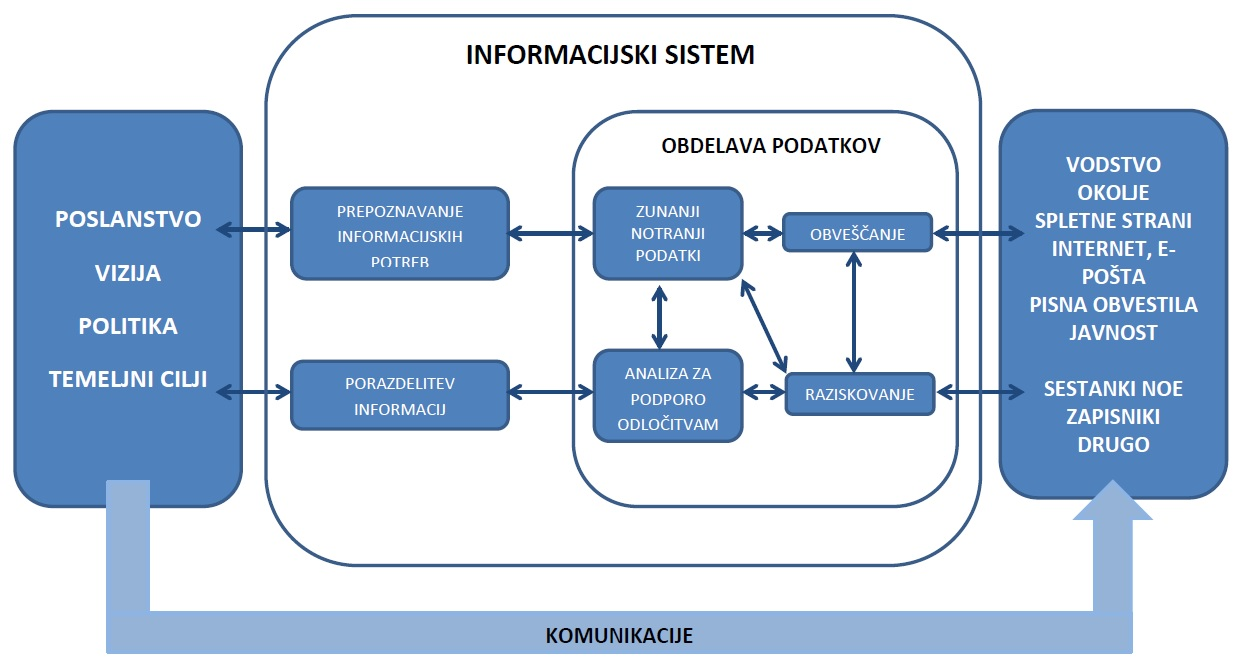 INFORMACIJSKI SISTEM
POSLANSTVO
VIZIJA
POLITIKA
TEMELJNI CILJI
PREPOZNAVANJE
INFORMACIJSKIH
POTREB
PORAZDELITEV
INFORMACIJ
OBDELAVA PODATKOV
ZUNANJI
NOTRANJI
PODATKI
OBVEŠČANJE
ANALIZA ZA
PODPORO
ODLOČITVAM
RAZISKOVANJE
VODSTVO
OKOLJE
SPLETNE STRANI
INTERNET, E-
POŠTA
PISNA OBVESTILA
JAVNOST
SESTANKI NOE
ZAPISNIKI
DRUGO
KOMUNIKACIJE